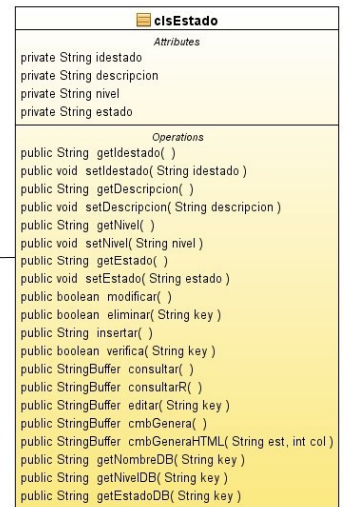 clsEstado
Attributes
private String idestado
private String descripcion
private String nivel
private String estado
Operations
public String getIdestado( )
public void setIdestado( String idestado )
public String getDescripcion( )
public void setDescripcion( String descripcion )
public String getNivel( )
public void setNivel( String nivel )
public String getEstado( )
public void setEstado( String estado )
public boolean modificar( )
public boolean eliminar( String key )
public String insertar( )
public boolean verifica( String key )
public StringBuffer consultar( )
public StringBuffer consultarR( )
public StringBuffer editar( String key )
public StringBuffer cmbGenera( )
public StringBuffer cmbGeneraHTML( String est, int col )
public String getNombreDB( String key )
public String getNivelDB( String key )
public String getEstadoDB( String key )